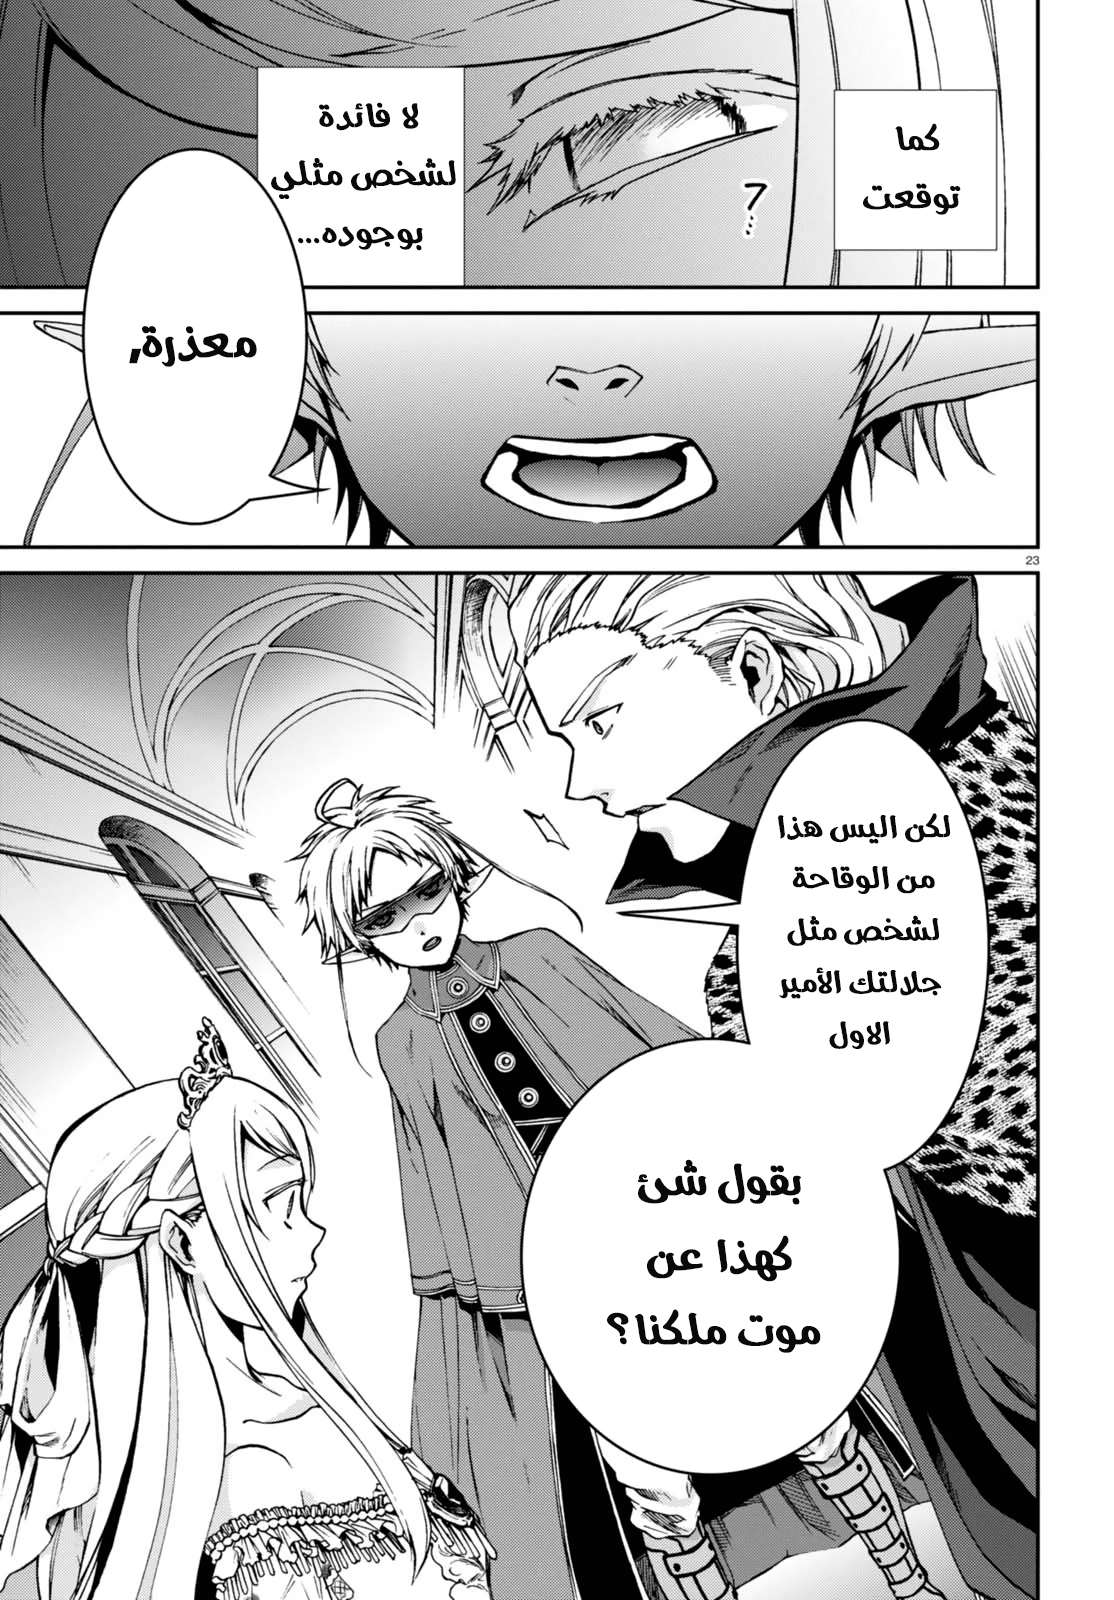 كما
توقعت
لا فائدة
لشخص مثلي
بوجوده...
معذرة,
23
لكن اليس هذا
من الوقاحة
لشخص مثل
جلالتك الأمير
الاول
بقول شئ
كهذا عن
موت ملكنا؟